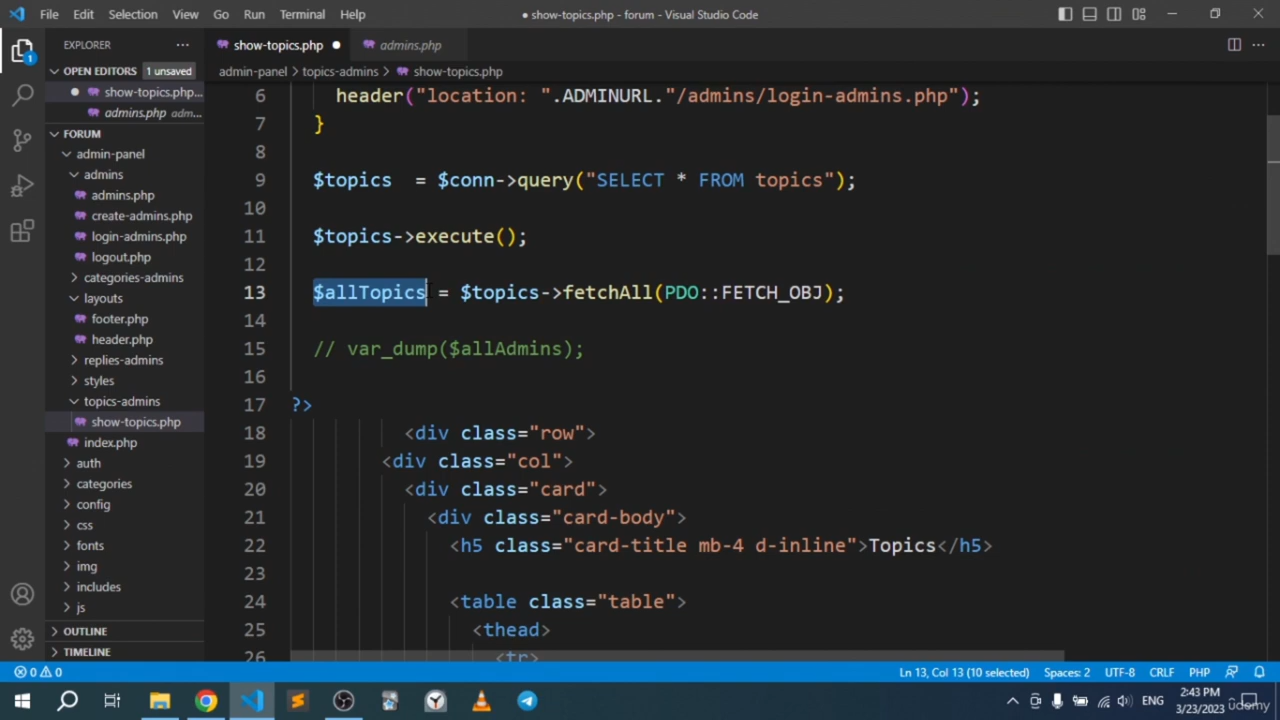 File Edit Selection View Go Run Terminal Help
● show-topics.php - forum - Visual Studio Code
EXPLORER
OPEN EDITORS 1 unsaved
show-topics.php...
admins.php adm...
FORUM
admin-panel
admins
admins.php
create-admins.php
login-admins.php
logout.php
categories-admins
layouts
footer.php
header.php
replies-admins
styles
topics-admins
show-topics.php
index.php
auth
categories
config
css
fonts
img
includes
js
OUTLINE
TIMELINE
show-topics.php ● admins.php
admin-panel > topics-admins > show-topics.php
6 header("location: ".ADMINURL."/admins/login-admins.php");
7 }
8
9 $topics  = $conn->query("SELECT * FROM topics");
10
11 $topics->execute();
12
13 $allTopics = $topics->fetchAll(PDO::FETCH_OBJ);
14
15 // var_dump($allAdmins);
16
17 ?>
18 <div class="row">
19 <div class="col">
20 <div class="card">
21 <div class="card-body">
22 <h5 class="card-title mb-4 d-inline">Topics</h5>
23
24 <table class="table">
25 <thead>
26 <tr>
1
0 0 Ln 13, Col 13 (10 selected) Spaces: 2 UTF-8 CRLF PHP
ENG 2:43 PM
3/23/2023
udemy